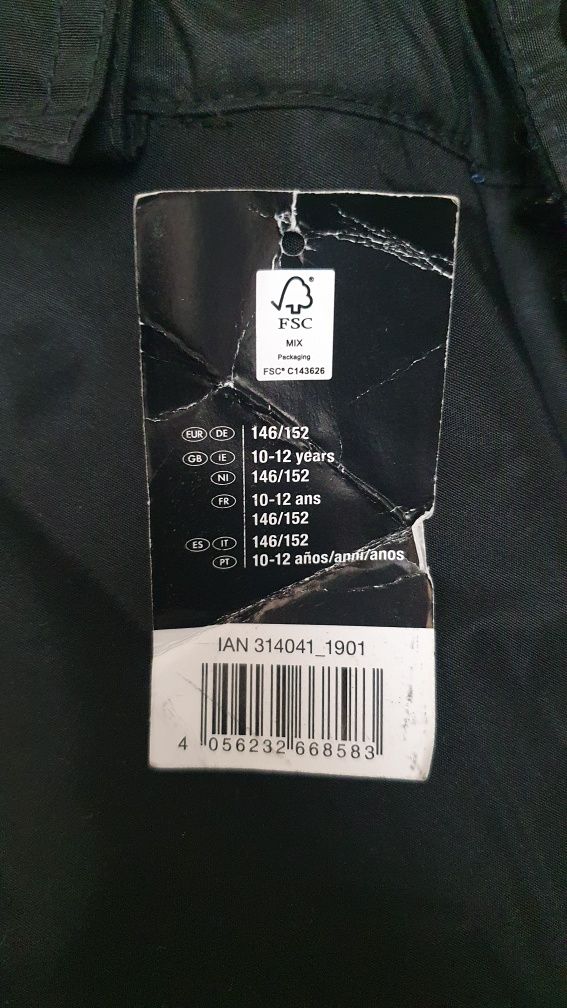 ®
FSC
MIX
Packaging
FSC® C143626
EUR DE 146/152
GB IE 10-12 years
NI 146/152
FR 10-12 ans
146/152
ES IT 146/152
PT 10-12 años/anni/anos
IAN 314041_1901
4 056232 668583